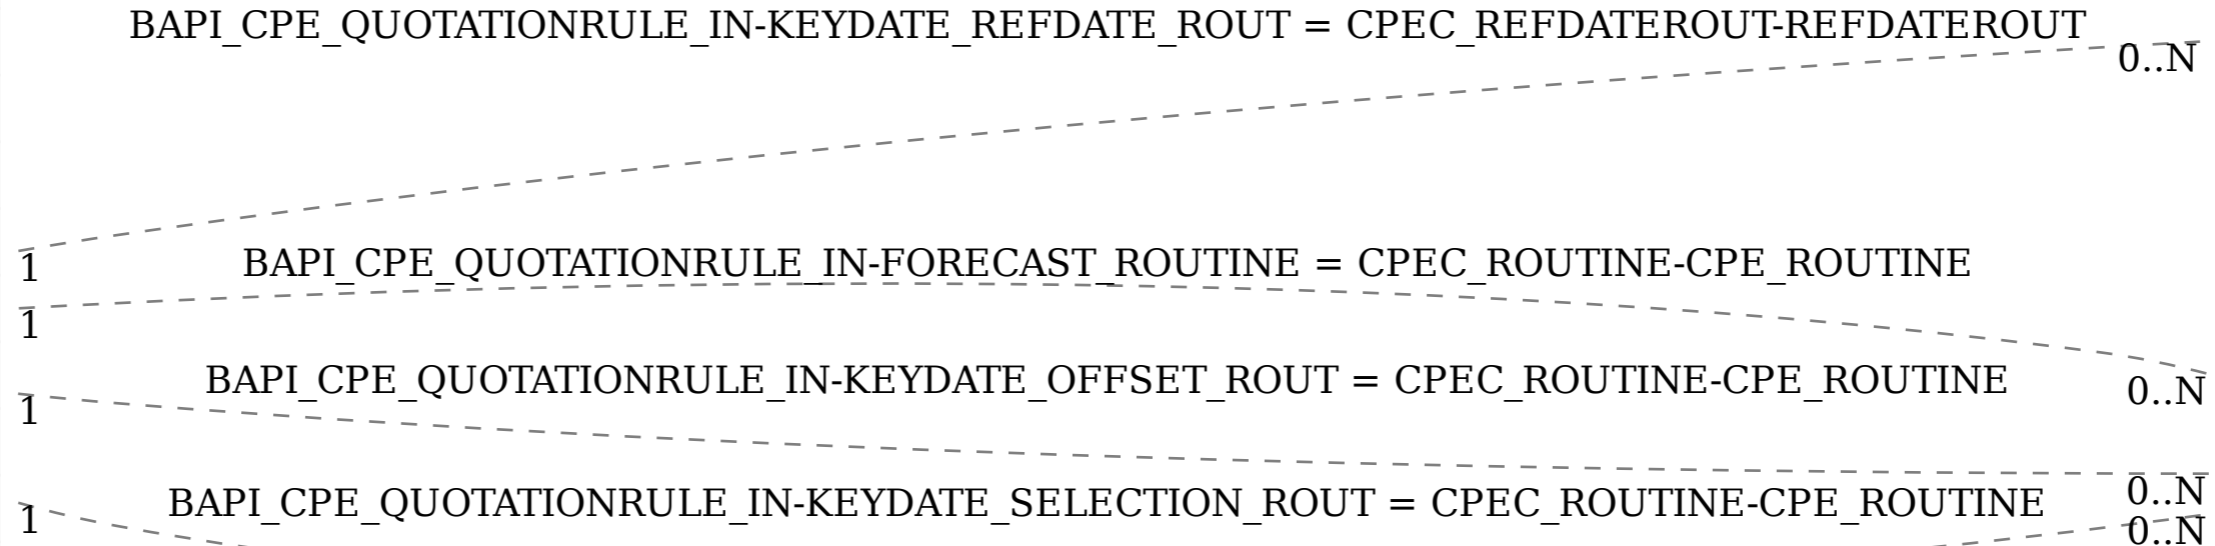 BAPI_CPE_QUOTATIONRULE_IN-KEYDATE_REFDATE_ROUT = CPEC_REFDATEROUT-REFDATEROUT
0..N
1
BAPI_CPE_QUOTATIONRULE_IN-FORECAST_ROUTINE = CPEC_ROUTINE-CPE_ROUTINE
1
BAPI_CPE_QUOTATIONRULE_IN-KEYDATE_OFFSET_ROUT = CPEC_ROUTINE-CPE_ROUTINE
0..N
1
BAPI_CPE_QUOTATIONRULE_IN-KEYDATE_SELECTION_ROUT = CPEC_ROUTINE-CPE_ROUTINE
0..N
1
0..N